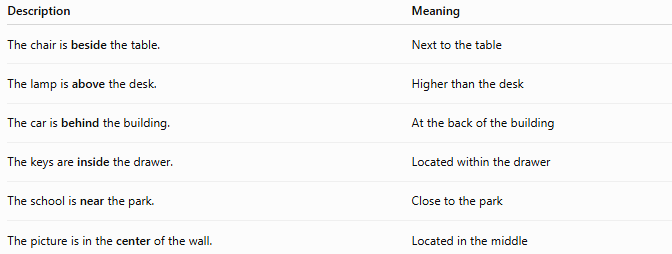 Description Meaning
The chair is beside the table. Next to the table
The lamp is above the desk. Higher than the desk
The car is behind the building. At the back of the building
The keys are inside the drawer. Located within the drawer
The school is near the park. Close to the park
The picture is in the center of the wall. Located in the middle